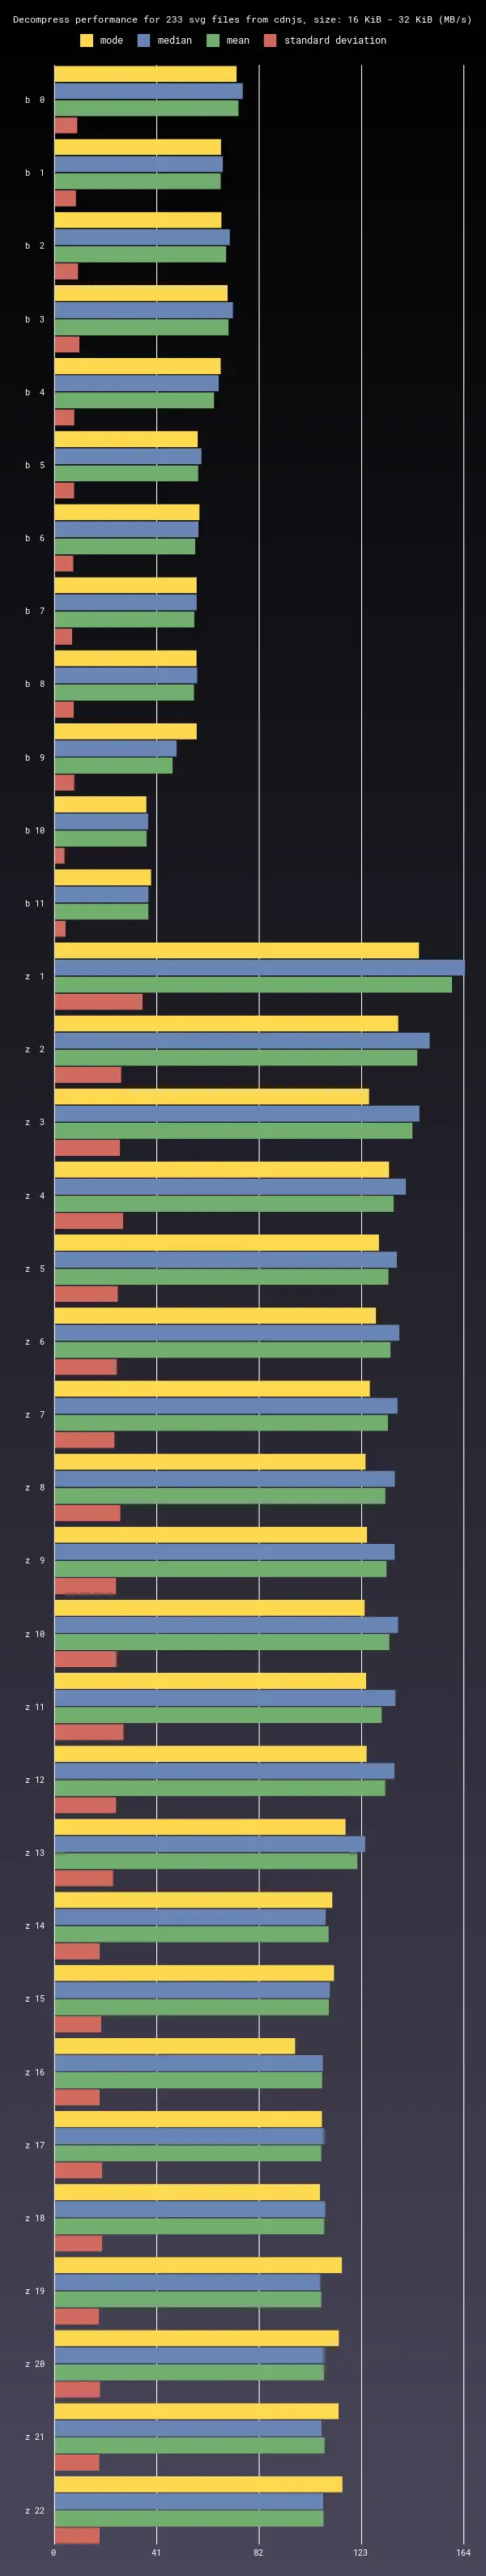 Decompress performance for 233 svg files from cdnjs, size: 16 KiB - 32 KiB (MB/s)
mode median mean standard deviation
b 0
b 1
b 2
b 3
b 4
b 5
b 6
b 7
b 8
b 9
b 10
b 11
z 1
z 2
z 3
z 4
z 5
z 6
z 7
z 8
z 9
z 10
z 11
z 12
z 13
z 14
z 15
z 16
z 17
z 18
z 19
z 20
z 21
z 22
0 41 82 123 164